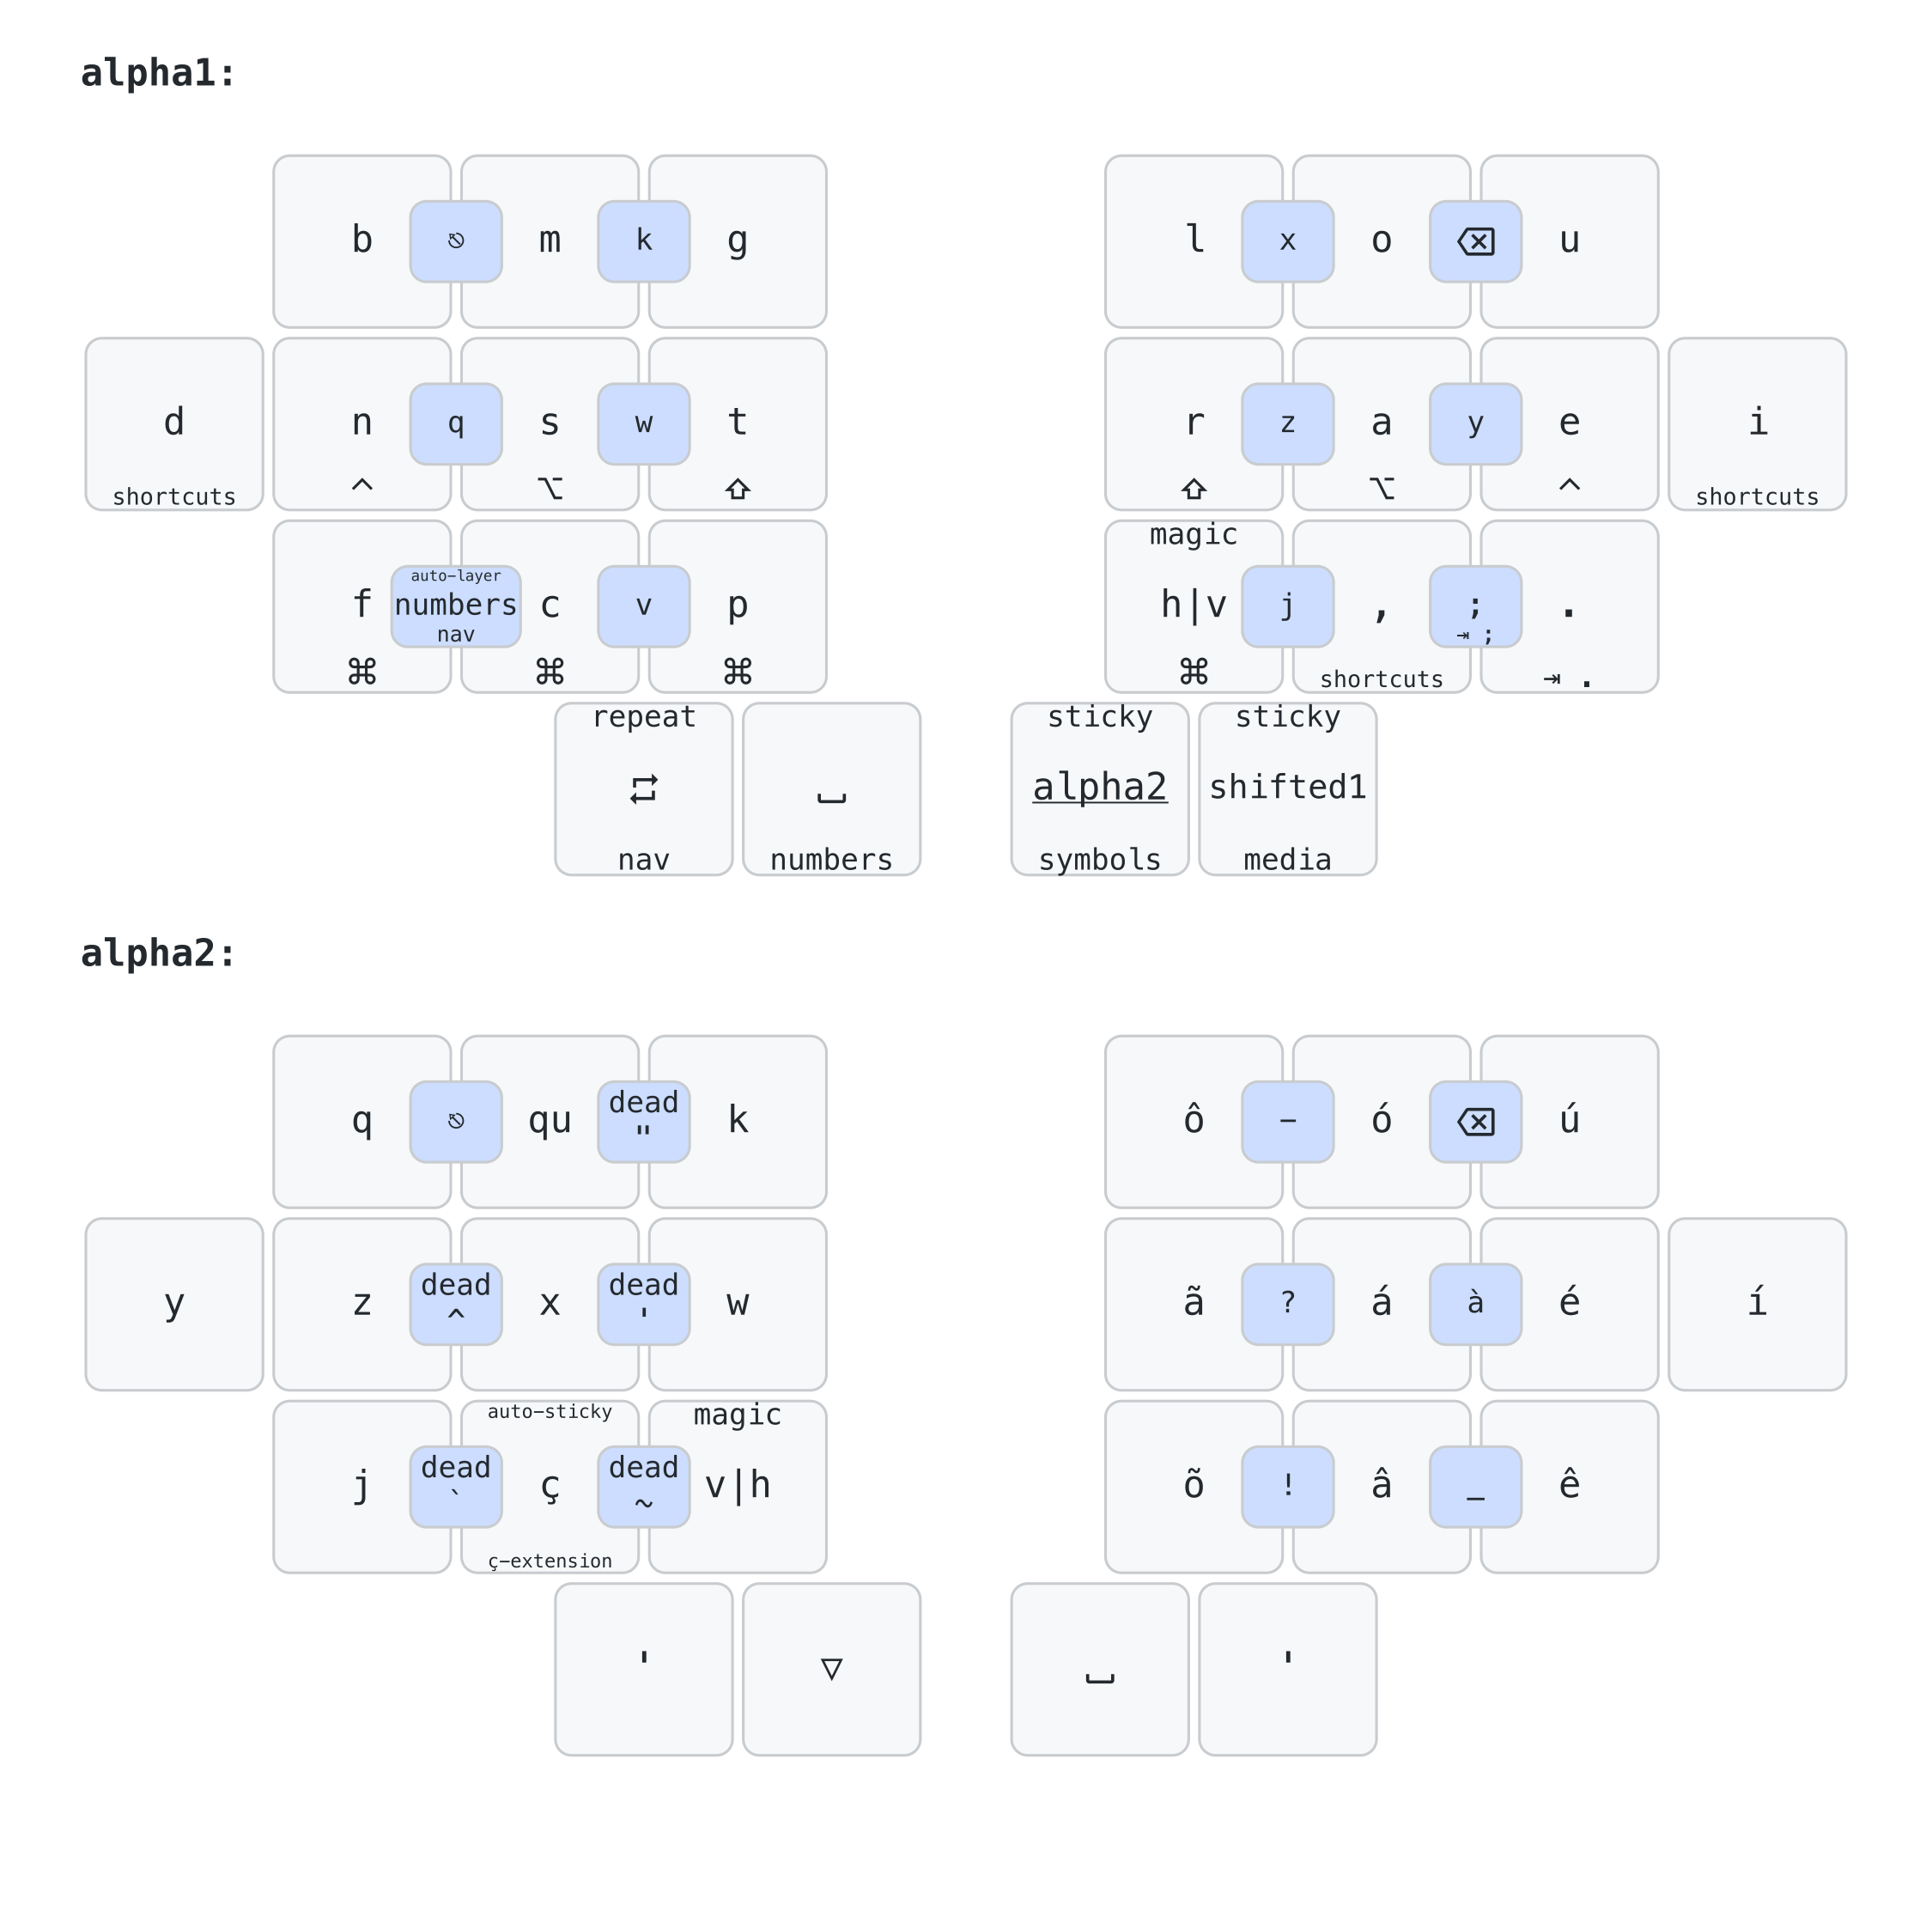 alpha1:
b ⎋ m k g l x o ⌫ u
d n q s w t r z a y e i
shortcuts ^ ⌥ ⇧ ⇧ ⌥ ^ shortcuts
auto-layer magic
f numbers c v p h|v j , ; .
nav ⇥ ;
⌘ ⌘ ⌘ ⌘ shortcuts ⇥ .
repeat sticky sticky
🔁 ␣ alpha2 shifted1
nav numbers symbols media
alpha2:
dead
q ⎋ qu " k ô - ó ⌫ ú
dead dead
y z ^ x ' w ã ? á à é í
auto-sticky magic
dead dead
j ` ç ~ v|h õ ! â _ ê
ç-extension
' ▽ ␣ '